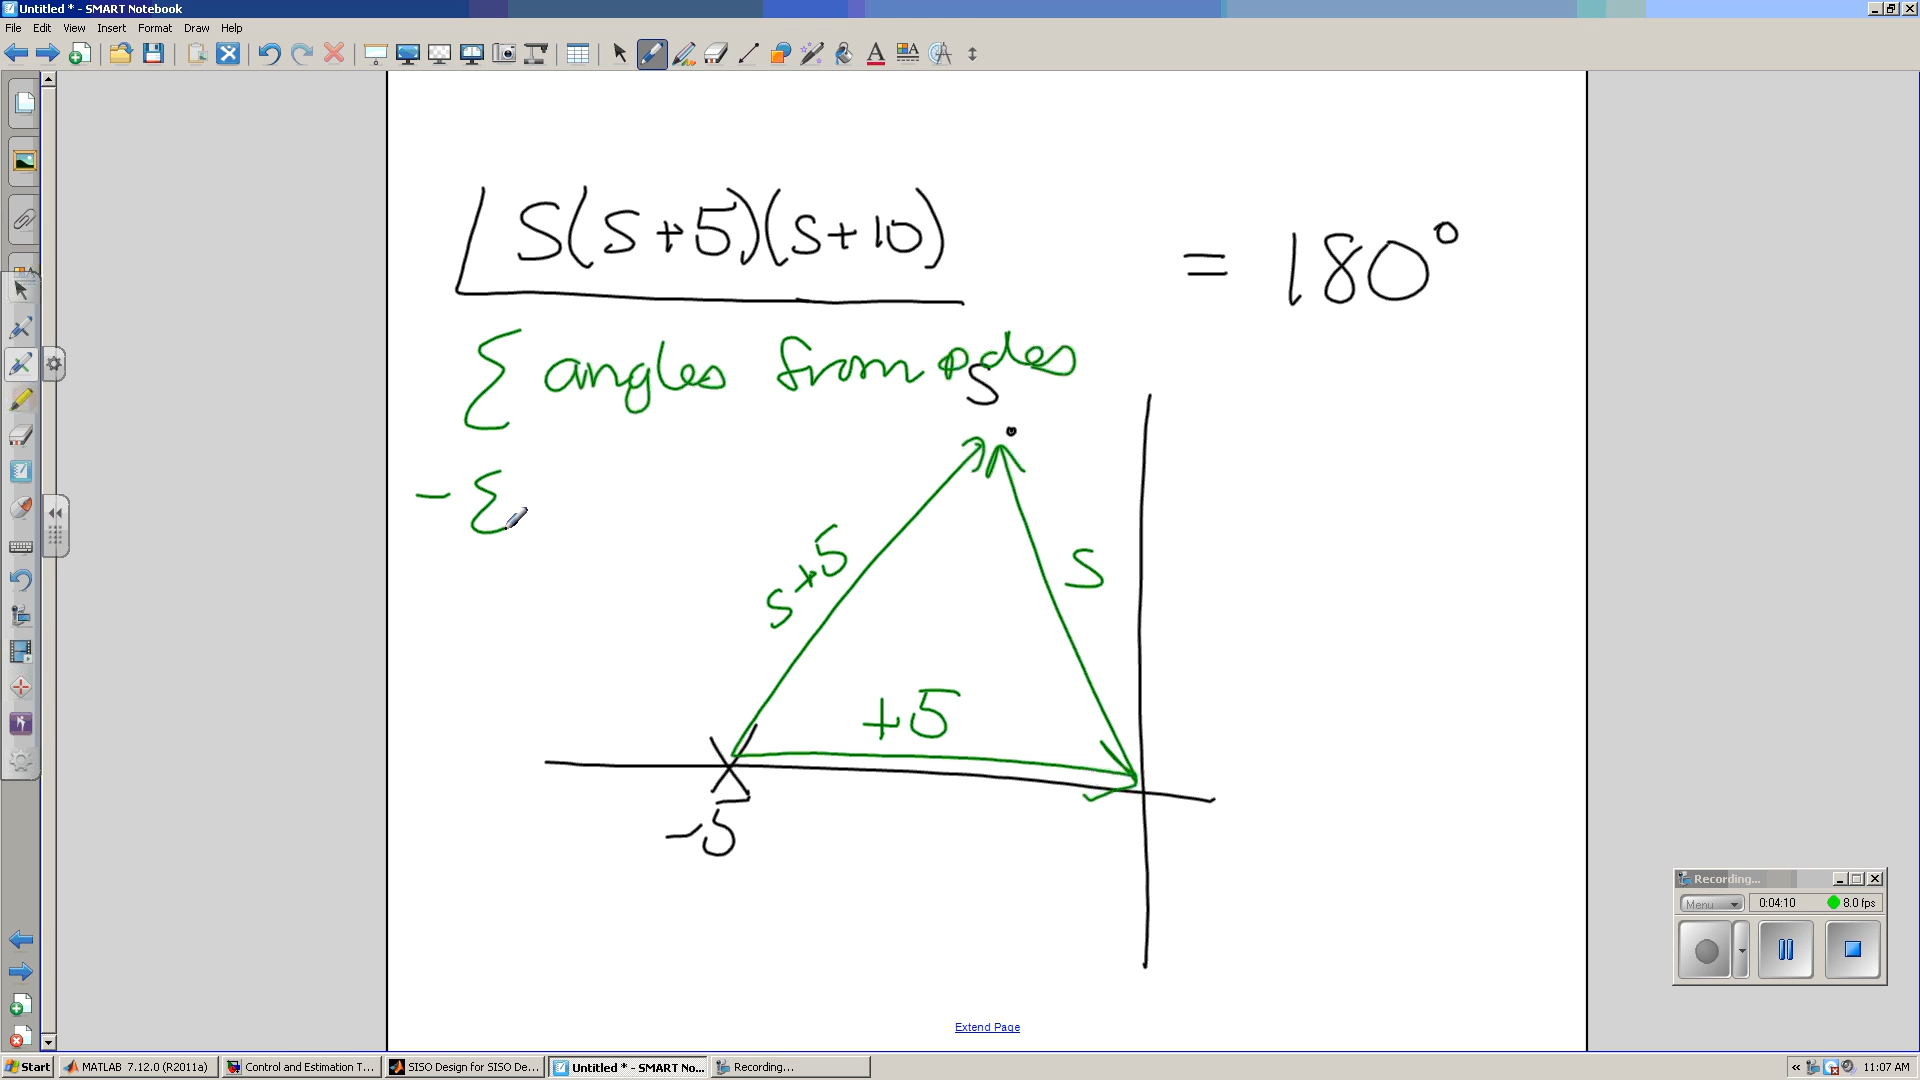 Untitled * - SMART Notebook
File Edit View Insert Format Draw Help
S(S+5)(S+10) = 180°
Σ angles from poles
S
- Σ
S+5
S
+5
-5
Extend Page
Recording...
Menu 0:04:10 8.0 fps
Start MATLAB 7.12.0 (R2011a) Control and Estimation T... SISO Design for SISO De... Untitled * - SMART No... Recording... « 11:07 AM